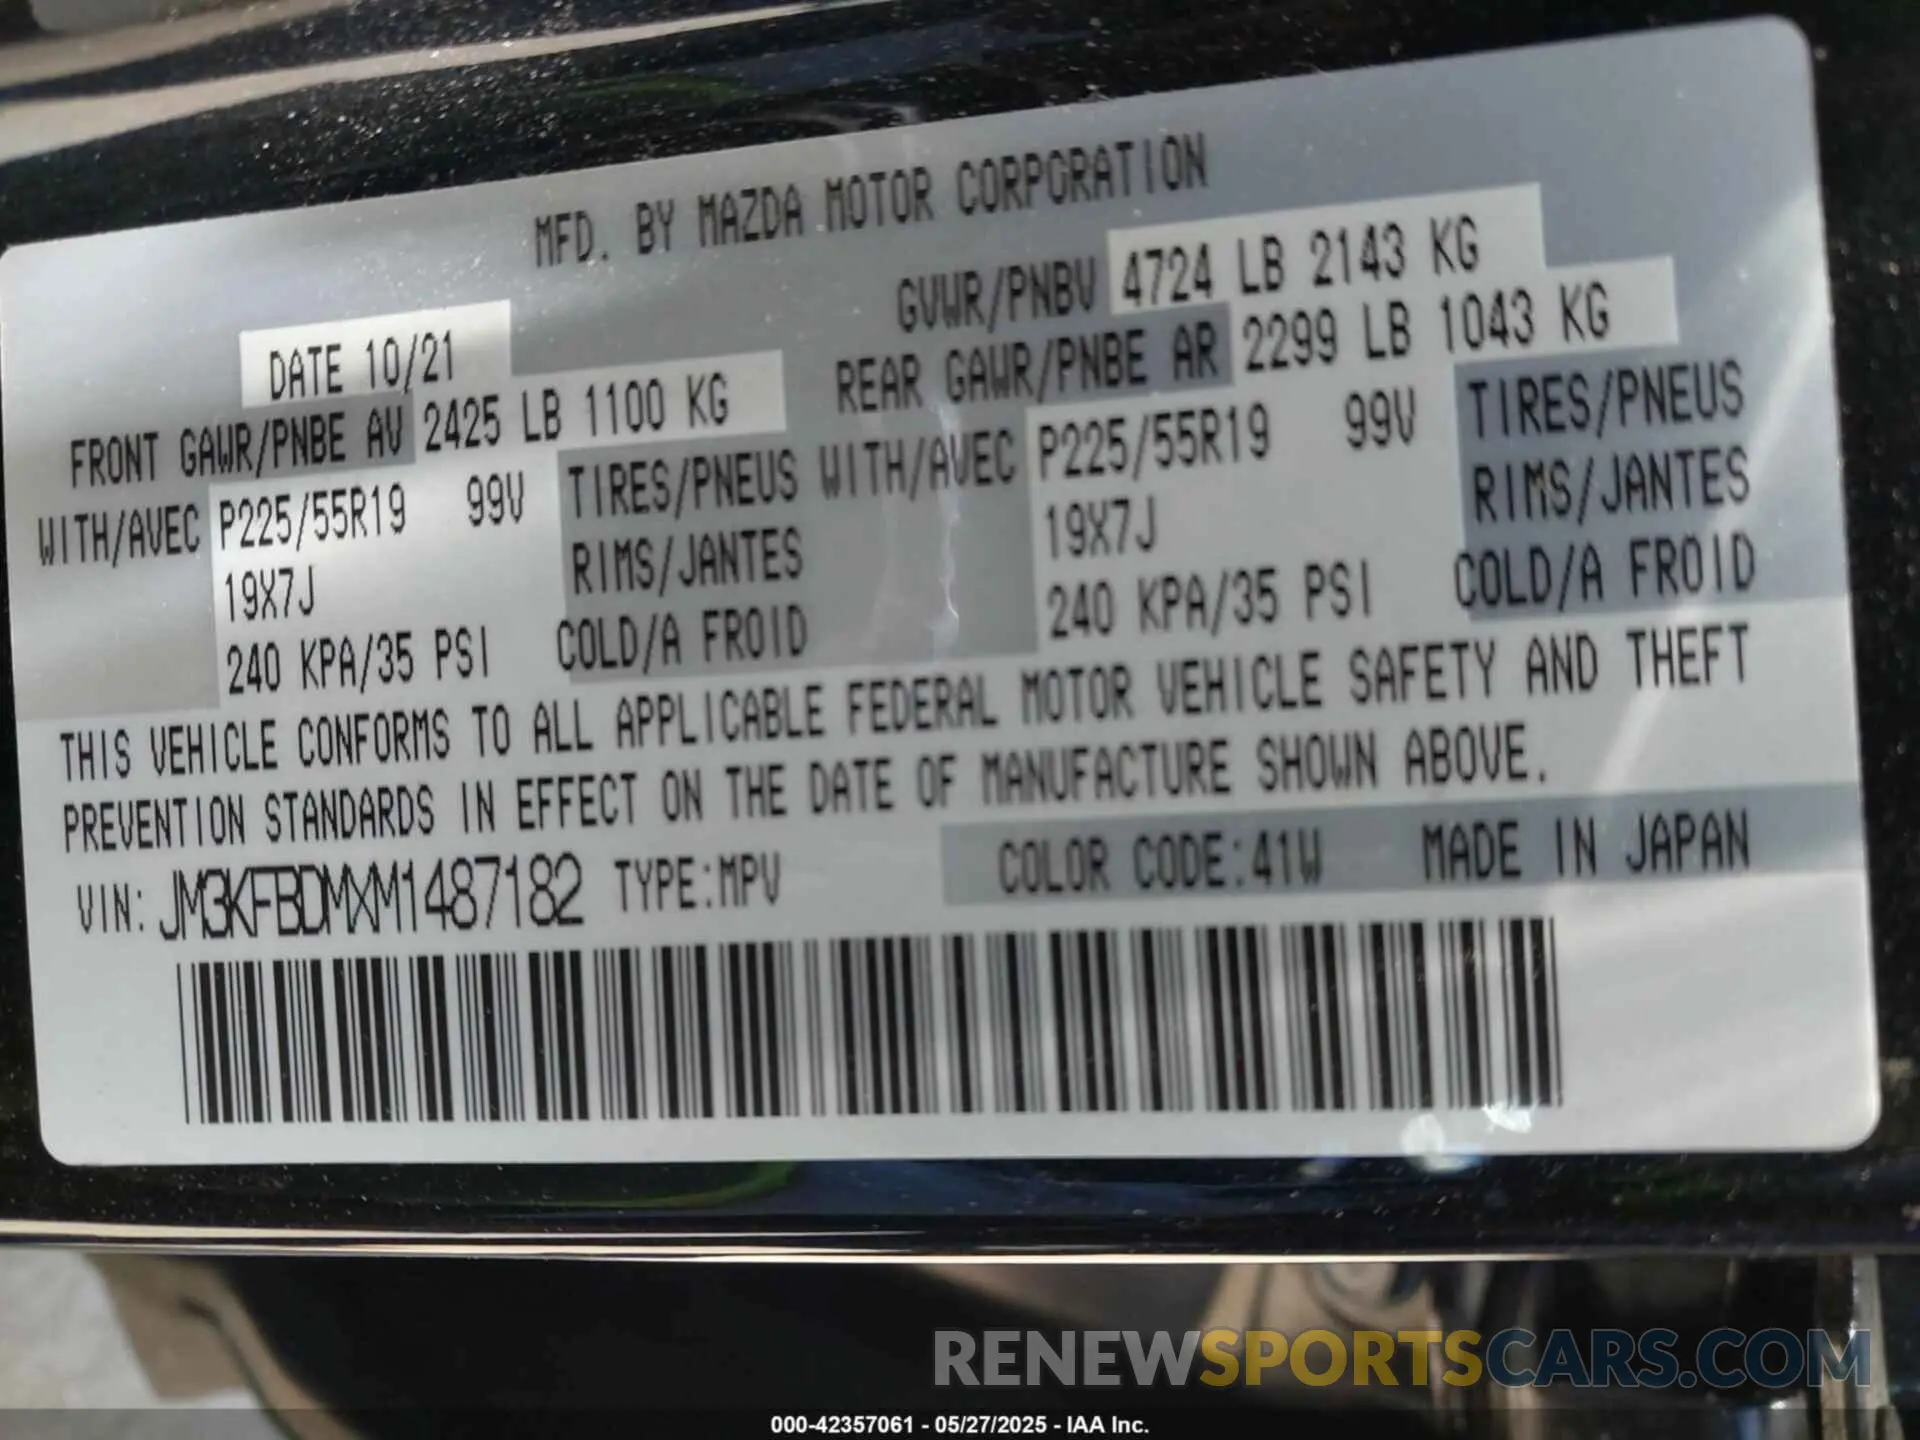 MFD. BY MAZDA MOTOR CORPORATION
DATE 10/21 GVWR/PNBV 4724 LB 2143 KG
FRONT GAWR/PNBE AV 2425 LB 1100 KG REAR GAWR/PNBE AR 2299 LB 1043 KG
WITH/AVEC P225/55R19 99V TIRES/PNEUS WITH/AVEC P225/55R19 99V TIRES/PNEUS
19X7J RIMS/JANTES 19X7J RIMS/JANTES
240 KPA/35 PSI COLD/A FROID 240 KPA/35 PSI COLD/A FROID
THIS VEHICLE CONFORMS TO ALL APPLICABLE FEDERAL MOTOR VEHICLE SAFETY AND THEFT
PREVENTION STANDARDS IN EFFECT ON THE DATE OF MANUFACTURE SHOWN ABOVE.
VIN: JM3KFBDMXM1487182 TYPE:MPV COLOR CODE:41W MADE IN JAPAN
RENEWSPORTSCARS.COM
000-42357061 - 05/27/2025 - IAA Inc.